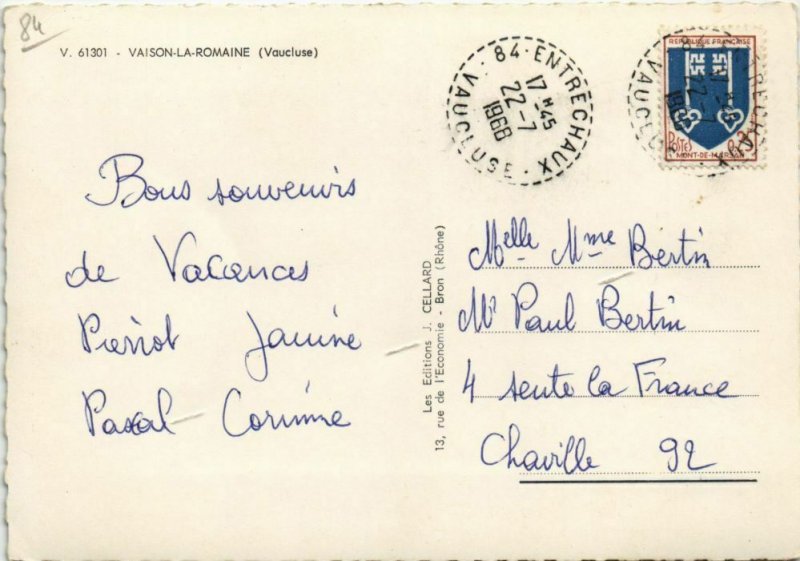 84
V. 61301 - VAISON-LA-ROMAINE (Vaucluse)
84-ENTRECHAUX
17 H 45
22-7
1968
VAUCLUSE
REPUBLIQUE FRANÇAISE
POSTES
MONT-DE-MARSAN
Bons souvenirs
de Vacances
Pierrot Janine
Pascal Corinne
Les Editions J. CELLARD
13, rue de l'Economie - Bron (Rhône)
Melle Mme Bertin
Mr Paul Bertin
4 sente la France
Chaville 92